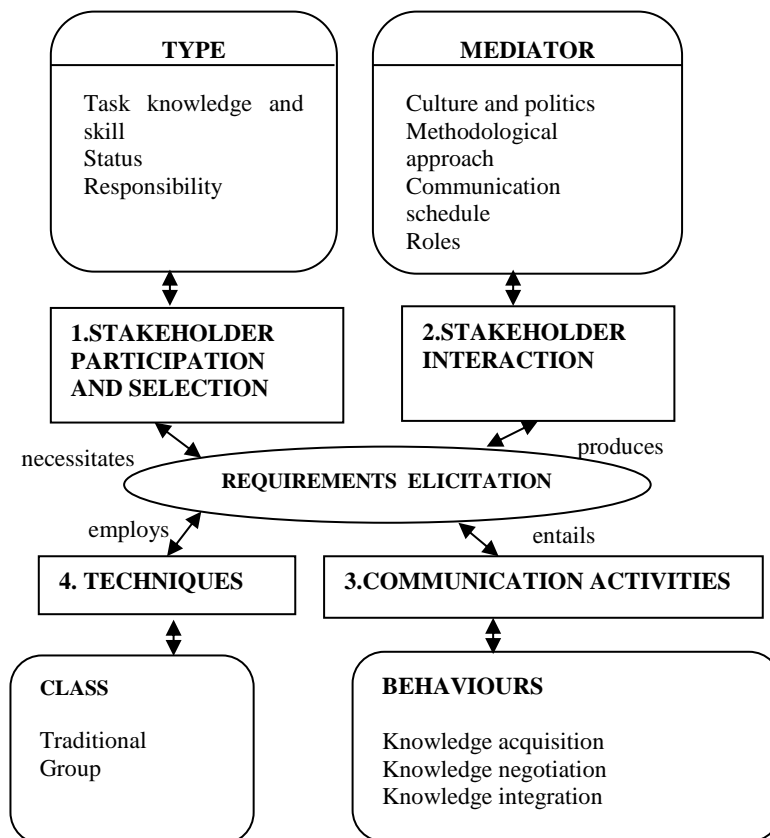 TYPE
Task knowledge and
skill
Status
Responsibility
MEDIATOR
Culture and politics
Methodological
approach
Communication
schedule
Roles
1.STAKEHOLDER
PARTICIPATION
AND SELECTION
2.STAKEHOLDER
INTERACTION
necessitates
produces
REQUIREMENTS ELICITATION
employs
entails
4. TECHNIQUES
3.COMMUNICATION ACTIVITIES
CLASS
Traditional
Group
BEHAVIOURS
Knowledge acquisition
Knowledge negotiation
Knowledge integration